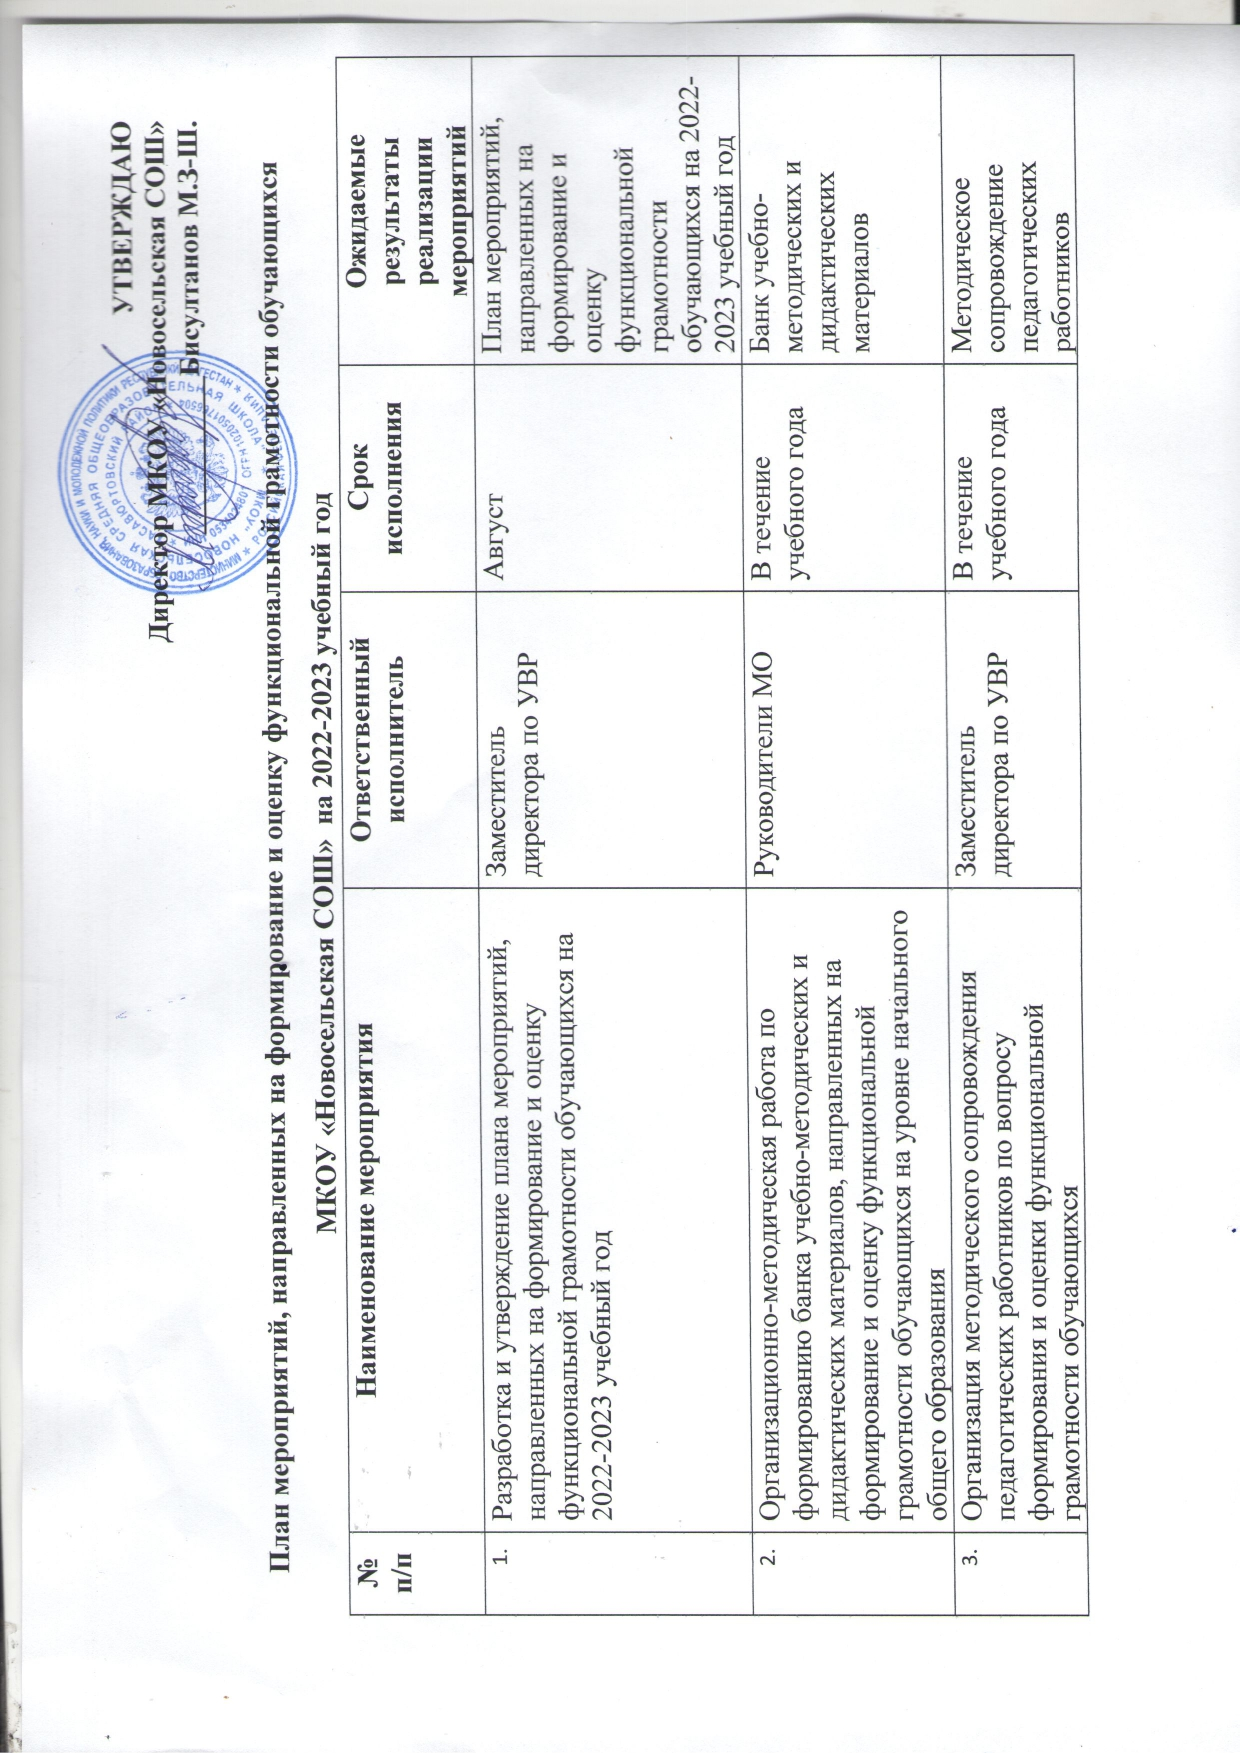 УТВЕРЖДАЮ
Директор МКОУ «Новосельская СОШ»
Бисултанов М.З-Ш.
План мероприятий, направленных на формирование и оценку функциональной грамотности обучающихся
МКОУ «Новосельская СОШ» на 2022-2023 учебный год
№
п/п
Наименование мероприятия
Ответственный
исполнитель
Срок
исполнения
Ожидаемые
результаты
реализации
мероприятий
1.
Разработка и утверждение плана мероприятий,
направленных на формирование и оценку
функциональной грамотности обучающихся на
2022-2023 учебный год
Заместитель
директора по УВР
Август
План мероприятий,
направленных на
формирование и
оценку
функциональной
грамотности
обучающихся на 2022-
2023 учебный год
2.
Организационно-методическая работа по
формированию банка учебно-методических и
дидактических материалов, направленных на
формирование и оценку функциональной
грамотности обучающихся на уровне начального
общего образования
Руководители МО
В течение
учебного года
Банк учебно-
методических и
дидактических
материалов
3.
Организация методического сопровождения
педагогических работников по вопросу
формирования и оценки функциональной
грамотности обучающихся
Заместитель
директора по УВР
В течение
учебного года
Методическое
сопровождение
педагогических
работников